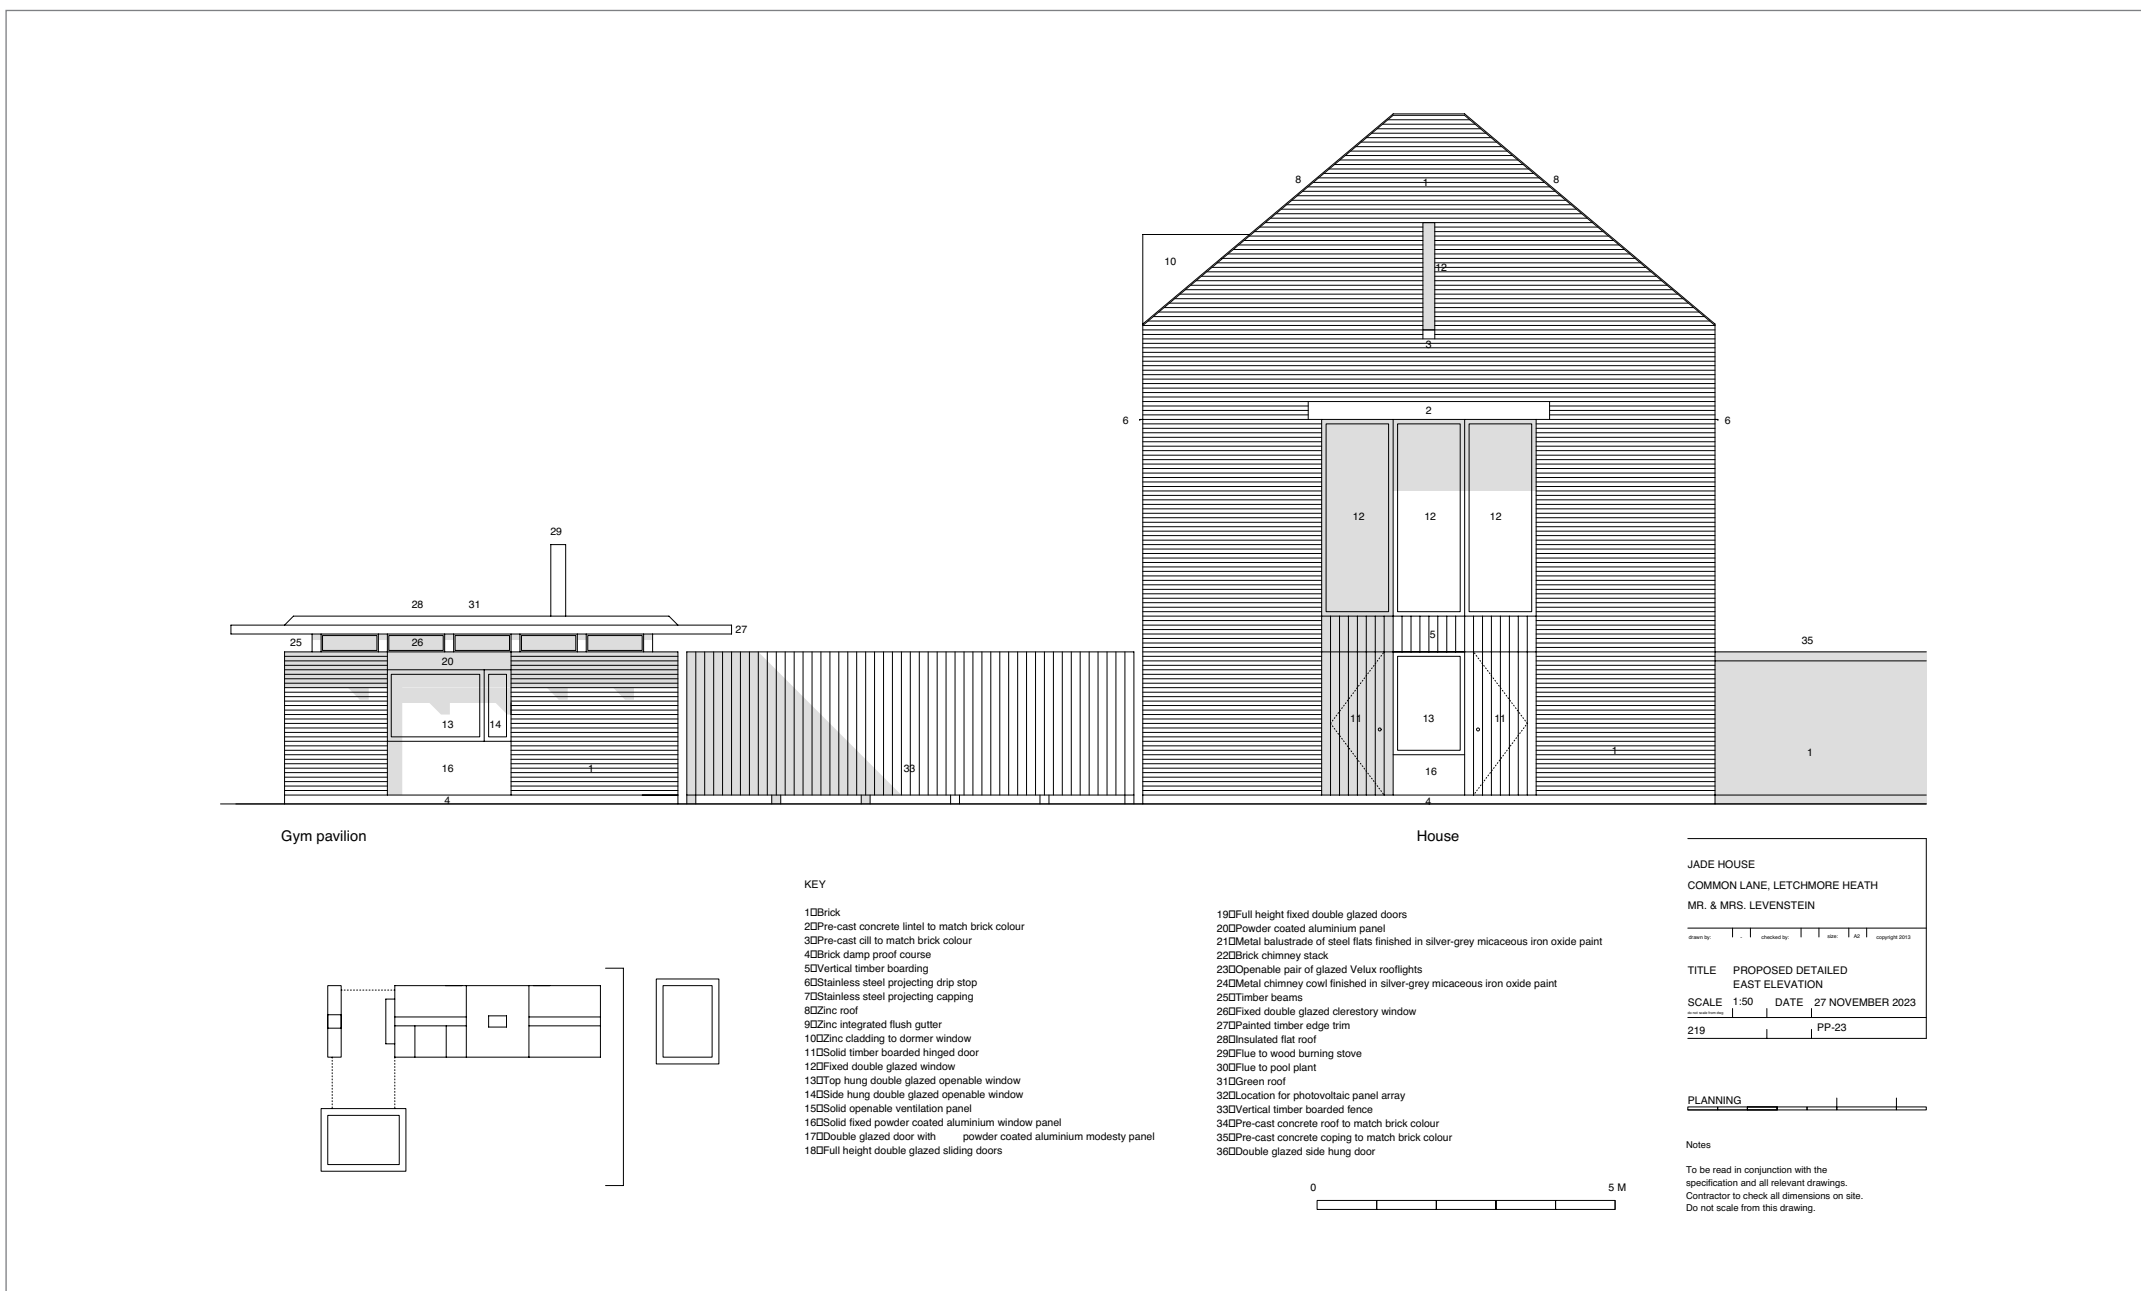 8
1
8
10
12
3
2
6
6
12
12
12
29
28
31
27
25
26
20
5
35
13
14
11
13
11
16
1
33
16
1
1
4
4
Gym pavilion
House
KEY
1□Brick
2□Pre-cast concrete lintel to match brick colour
3□Pre-cast cill to match brick colour
4□Brick damp proof course
5□Vertical timber boarding
6□Stainless steel projecting drip stop
7□Stainless steel projecting capping
8□Zinc roof
9□Zinc integrated flush gutter
10□Zinc cladding to dormer window
11□Solid timber boarded hinged door
12□Fixed double glazed window
13□Top hung double glazed openable window
14□Side hung double glazed openable window
15□Solid openable ventilation panel
16□Solid fixed powder coated aluminium window panel
17□Double glazed door with powder coated aluminium modesty panel
18□Full height double glazed sliding doors
19□Full height fixed double glazed doors
20□Powder coated aluminium panel
21□Metal balustrade of steel flats finished in silver-grey micaceous iron oxide paint
22□Brick chimney stack
23□Openable pair of glazed Velux rooflights
24□Metal chimney cowl finished in silver-grey micaceous iron oxide paint
25□Timber beams
26□Fixed double glazed clerestory window
27□Painted timber edge trim
28□Insulated flat roof
29□Flue to wood burning stove
30□Flue to pool plant
31□Green roof
32□Location for photovoltaic panel array
33□Vertical timber boarded fence
34□Pre-cast concrete roof to match brick colour
35□Pre-cast concrete coping to match brick colour
36□Double glazed side hung door
0 5 M
JADE HOUSE
COMMON LANE, LETCHMORE HEATH
MR. & MRS. LEVENSTEIN
drawn by: - checked by: size: A2 copyright 2013
TITLE PROPOSED DETAILED
EAST ELEVATION
SCALE 1:50 DATE 27 NOVEMBER 2023
do not scale from dwg
219 PP-23
PLANNING
Notes
To be read in conjunction with the
specification and all relevant drawings.
Contractor to check all dimensions on site.
Do not scale from this drawing.